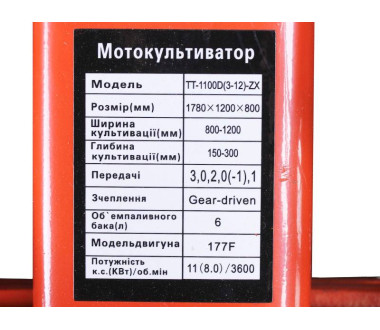 Мотокультиватор
Модель TT-1100D(3-12)-ZX
Розмір(мм) 1780×1200×800
Ширина
культивації(мм) 800-1200
Глибина
культивації(мм) 150-300
Передачі 3,0,2,0(-1),1
Зчеплення Gear-driven
Об`емпаливного
бака(л) 6
Модельдвигуна 177F
Потужність
к.с.(КВт)/об.мін 11(8.0)/3600